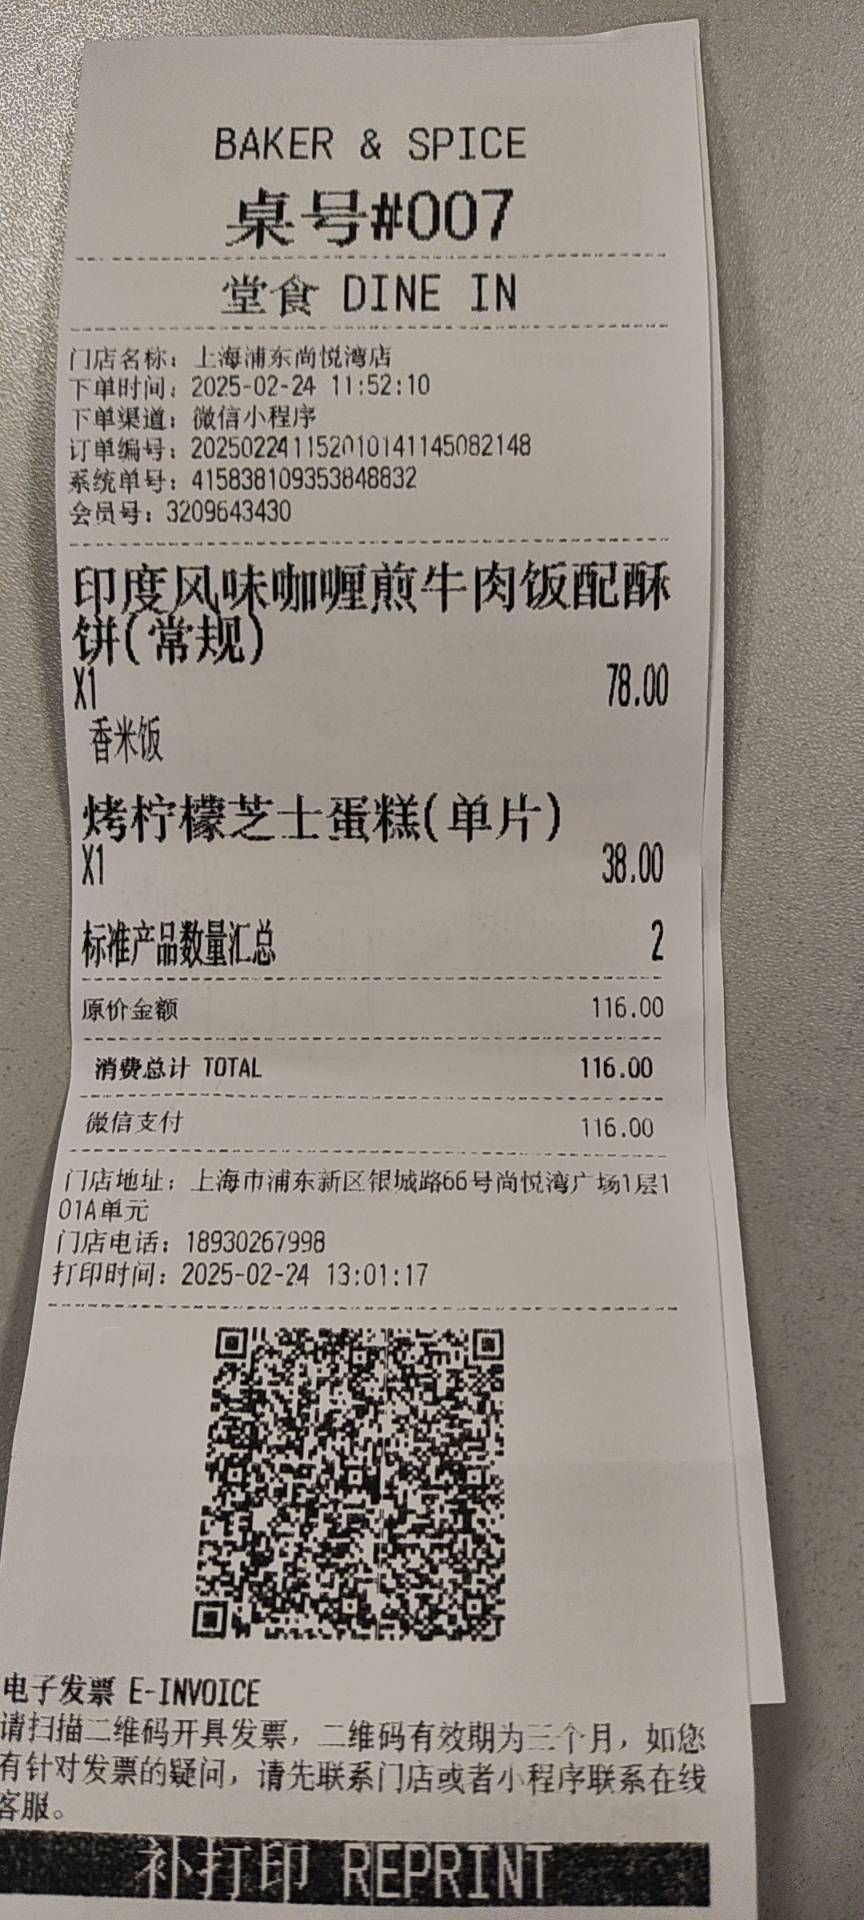 BAKER & SPICE
桌号#007
堂食 DINE IN
门店名称：上海浦东尚悦湾店
下单时间：2025-02-24 11:52:10
下单渠道：微信小程序
订单编号：20250224115201014114508​2148
系统单号：415838109353848832
会员号：3209643430
印度风味咖喱煎牛肉饭配酥
饼(常规)
X1 78.00
香米饭
烤柠檬芝士蛋糕(单片)
X1 38.00
标准产品数量汇总 2
原价金额 116.00
消费总计 TOTAL 116.00
微信支付 116.00
门店地址：上海市浦东新区银城路66号尚悦湾广场1层1
01A单元
门店电话：18930267998
打印时间：2025-02-24 13:01:17
电子发票 E-INVOICE
请扫描二维码开具发票，二维码有效期为三个月，如您
有针对发票的疑问，请先联系门店或者小程序联系在线
客服。
补打印 REPRINT